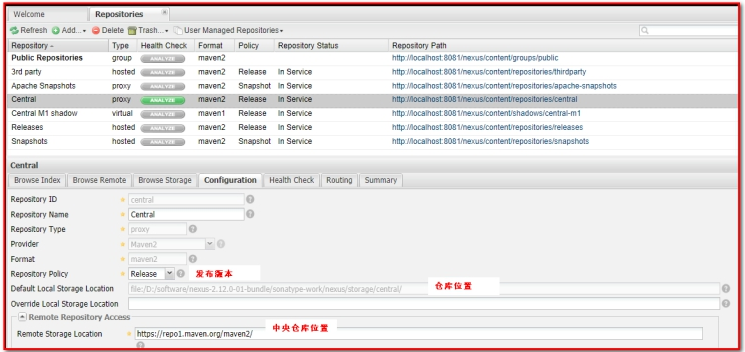 Welcome Repositories
Refresh Add... Delete Trash... User Managed Repositories
Repository Type Health Check Format Policy Repository Status Repository Path
Public Repositories group ANALYZE maven2 http://localhost:8081/nexus/content/groups/public
3rd party hosted ANALYZE maven2 Release In Service http://localhost:8081/nexus/content/repositories/thirdparty
Apache Snapshots proxy ANALYZE maven2 Snapshot In Service http://localhost:8081/nexus/content/repositories/apache-snapshots
Central proxy ANALYZE maven2 Release In Service http://localhost:8081/nexus/content/repositories/central
Central M1 shadow virtual ANALYZE maven1 Release In Service http://localhost:8081/nexus/content/shadows/central-m1
Releases hosted ANALYZE maven2 Release In Service http://localhost:8081/nexus/content/repositories/releases
Snapshots hosted ANALYZE maven2 Snapshot In Service http://localhost:8081/nexus/content/repositories/snapshots
Central
Browse Index Browse Remote Browse Storage Configuration Health Check Routing Summary
Repository ID central
Repository Name Central
Repository Type proxy
Provider Maven2
Format maven2
Repository Policy Release 发布版本
Default Local Storage Location file:/D:/software/nexus-2.12.0-01-bundle/sonatype-work/nexus/storage/central/ 仓库位置
Override Local Storage Location
Remote Repository Access
Remote Storage Location https://repo1.maven.org/maven2/ 中央仓库位置